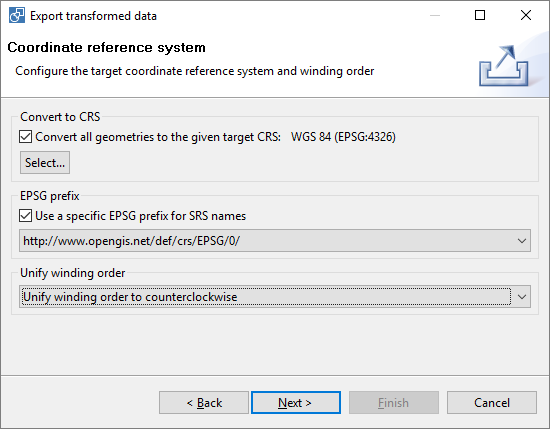 Export transformed data
Coordinate reference system
Configure the target coordinate reference system and winding order
Convert to CRS
Convert all geometries to the given target CRS: WGS 84 (EPSG:4326)
Select...
EPSG prefix
Use a specific EPSG prefix for SRS names
http://www.opengis.net/def/crs/EPSG/0/
Unify winding order
Unify winding order to counterclockwise
< Back Next > Finish Cancel